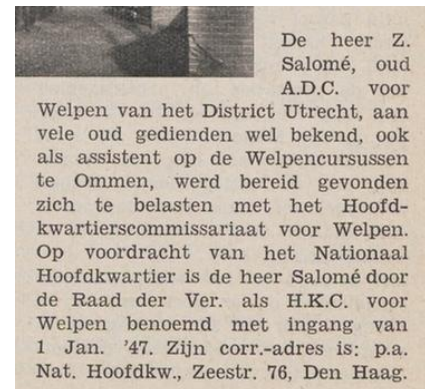 De heer Z.
Salomé, oud
A.D.C. voor
Welpen van het District Utrecht, aan
vele oud gedienden wel bekend, ook
als assistent op de Welpencursussen
te Ommen, werd bereid gevonden
zich te belasten met het Hoofd-
kwartierscommissariaat voor Welpen.
Op voordracht van het Nationaal
Hoofdkwartier is de heer Salomé door
de Raad der Ver. als H.K.C. voor
Welpen benoemd met ingang van
1 Jan. '47. Zijn corr.-adres is: p.a.
Nat. Hoofdkw., Zeestr. 76, Den Haag.